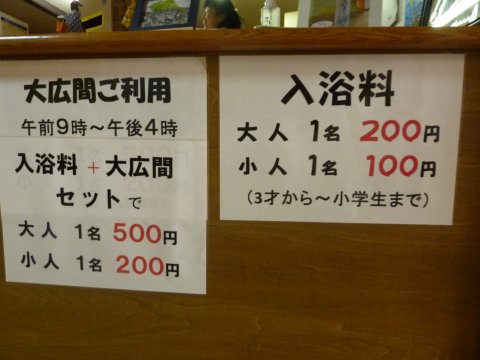 大広間ご利用
午前9時～午後4時
入浴料+大広間
セットで
大人 1名 500円
小人 1名 200円
入浴料
大人 1名 200円
小人 1名 100円
(3才から～小学生まで)